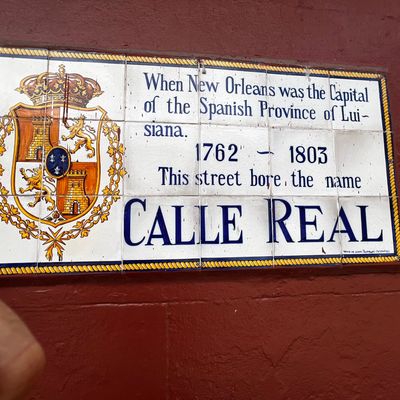 When New Orleans was the Capital
of the Spanish Province of Lui-
siana.
1762 ~ 1803
This street bore the name
CALLE REAL